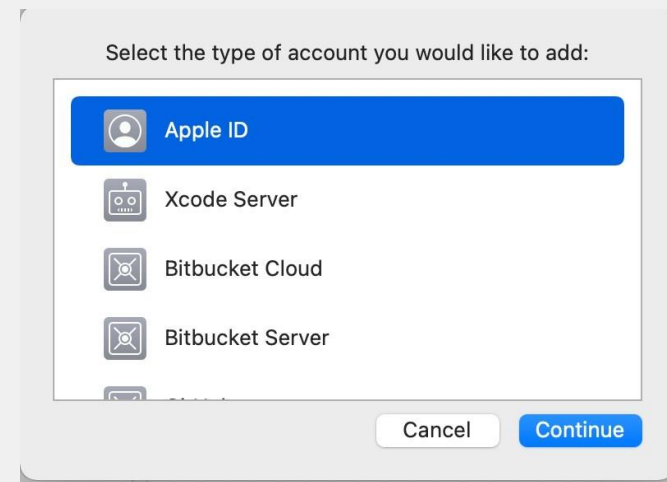 Select the type of account you would like to add:
Apple ID
Xcode Server
Bitbucket Cloud
Bitbucket Server
Cancel Continue